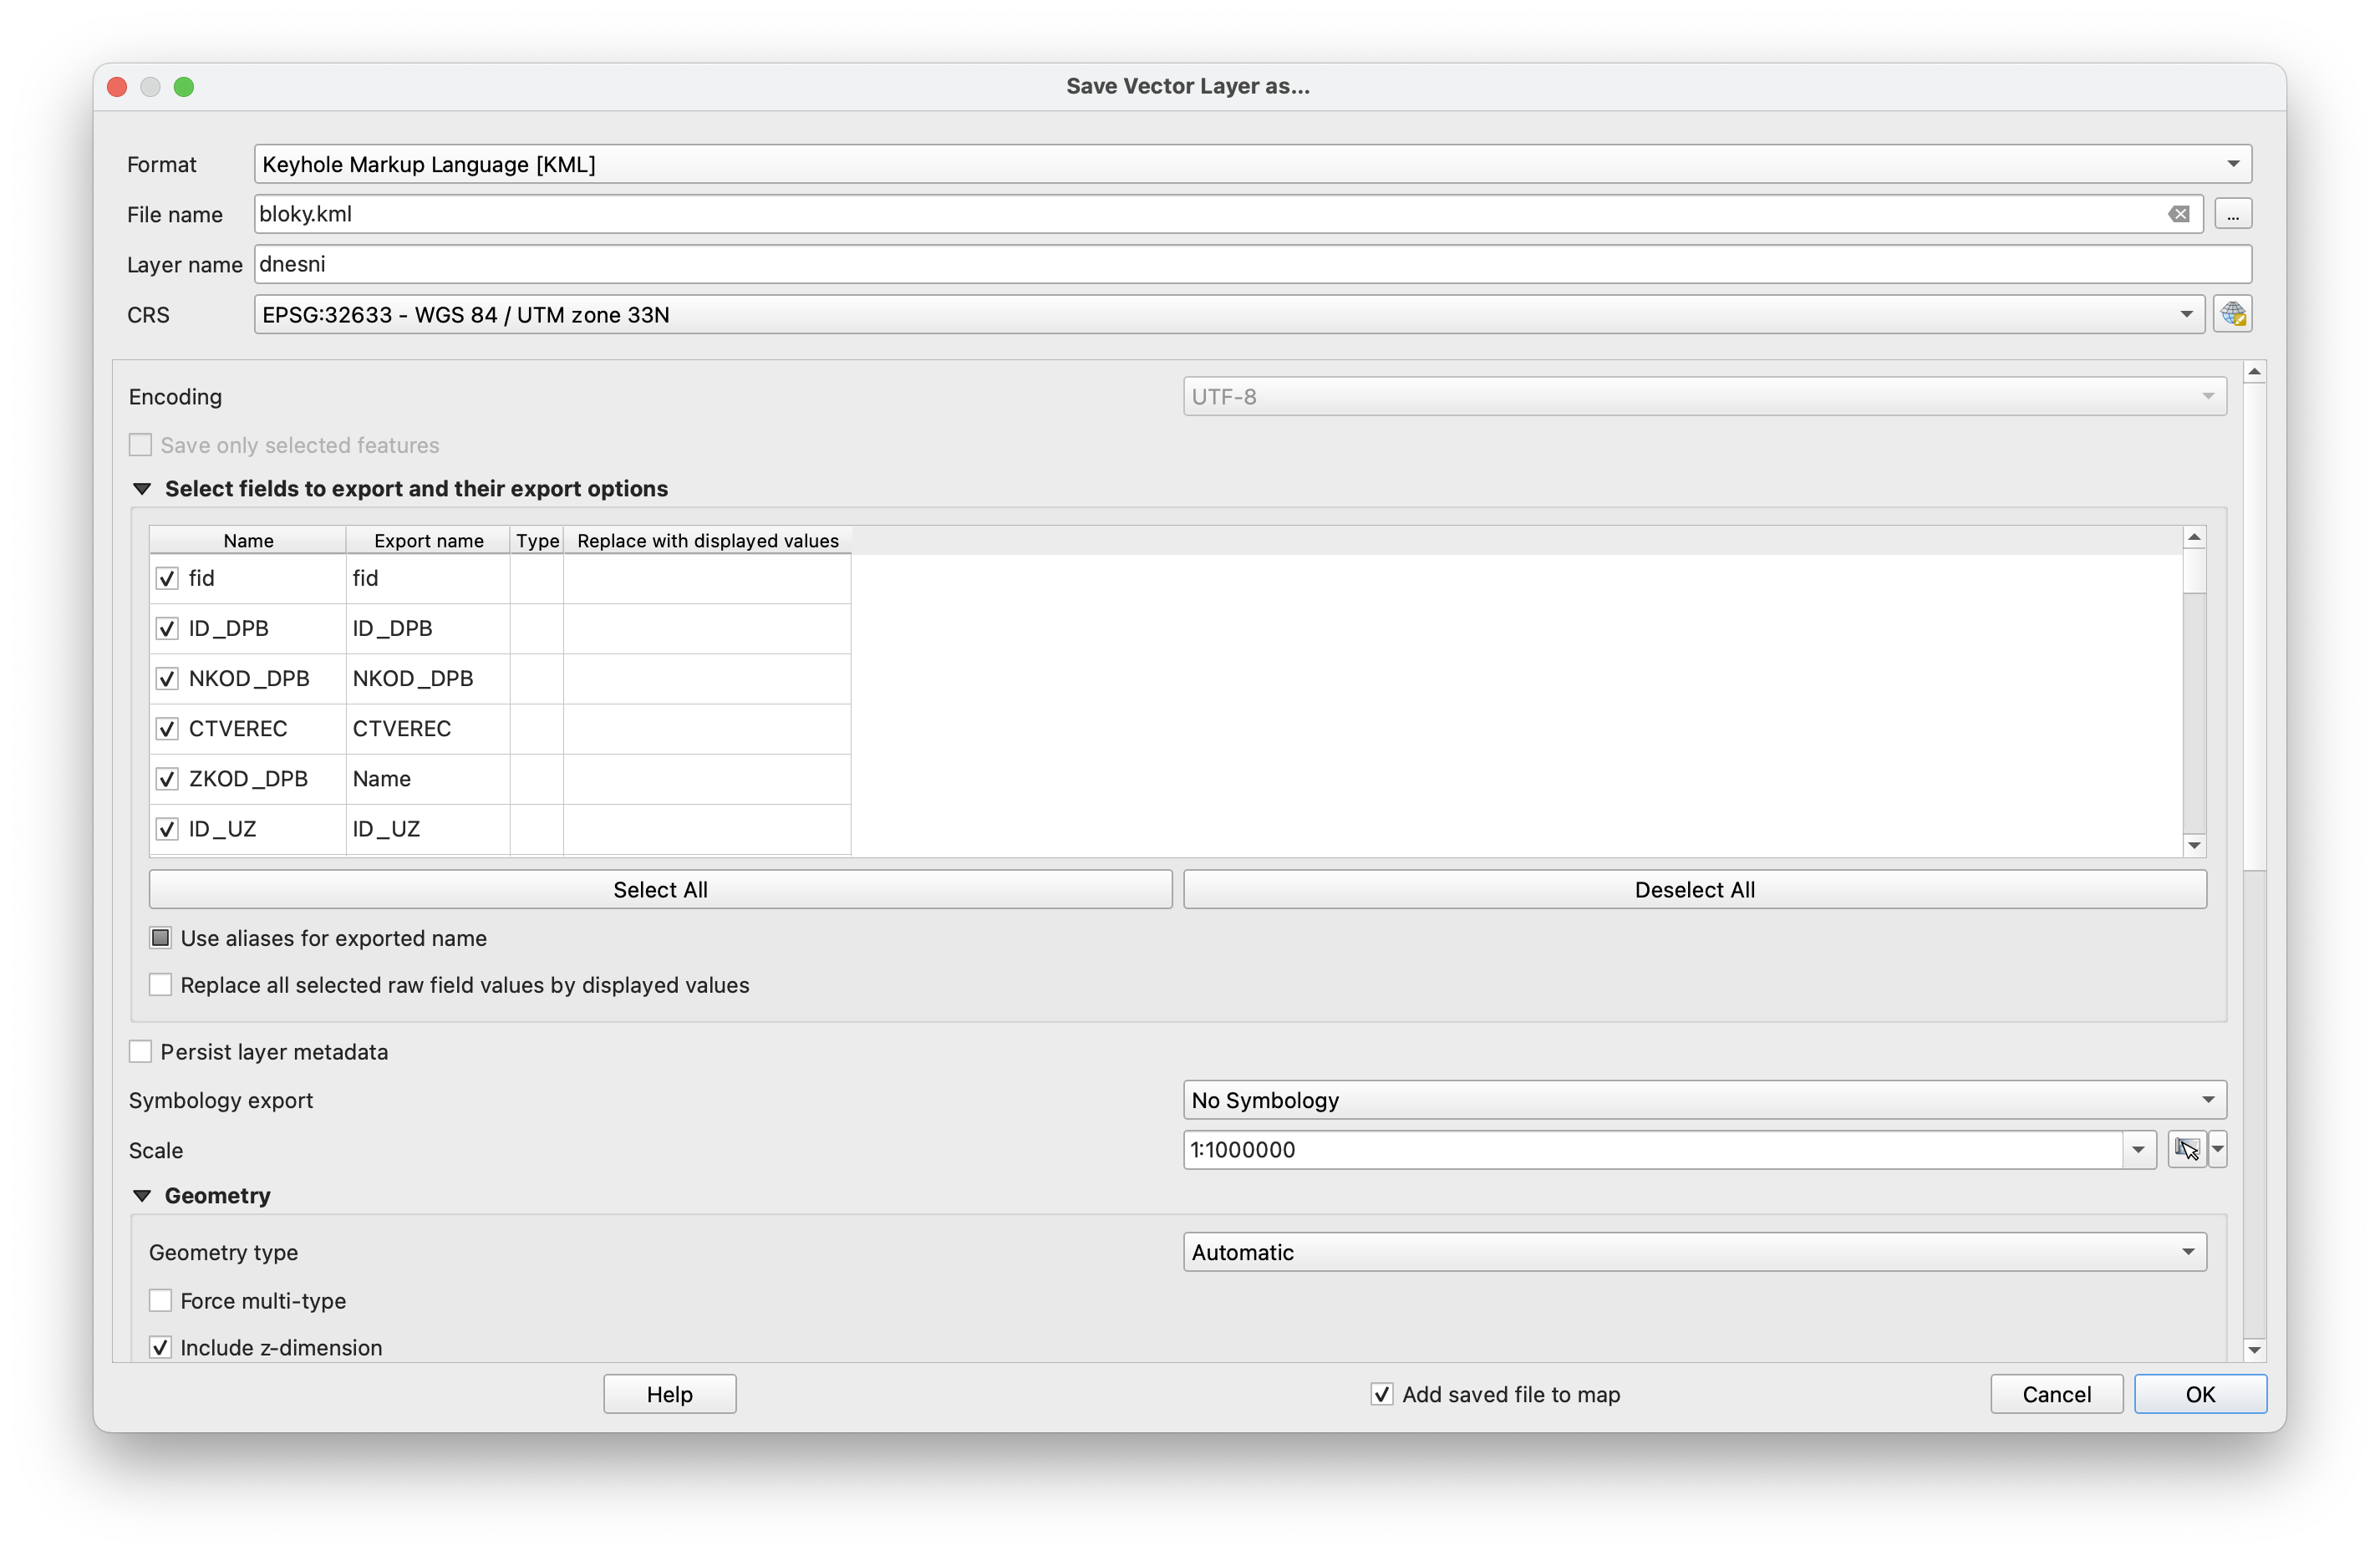 Save Vector Layer as...
Format Keyhole Markup Language [KML]
File name bloky.kml ...
Layer name dnesni
CRS EPSG:32633 - WGS 84 / UTM zone 33N
Encoding UTF-8
Save only selected features
Select fields to export and their export options
Name Export name Type Replace with displayed values
fid fid
ID_DPB ID_DPB
NKOD_DPB NKOD_DPB
CTVEREC CTVEREC
ZKOD_DPB Name
ID_UZ ID_UZ
Select All Deselect All
Use aliases for exported name
Replace all selected raw field values by displayed values
Persist layer metadata
Symbology export No Symbology
Scale 1:1000000
Geometry
Geometry type Automatic
Force multi-type
Include z-dimension
Help Add saved file to map Cancel OK